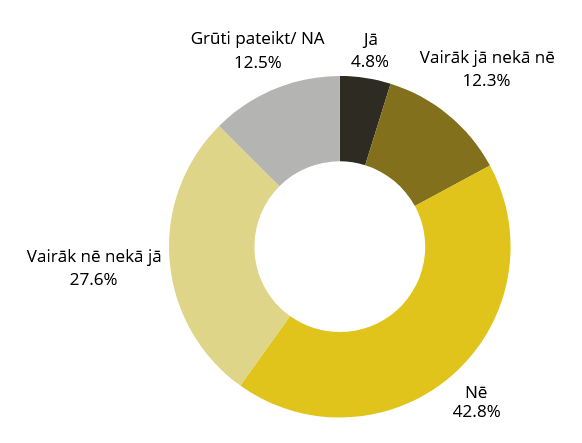 Grūti pateikt/ NA
12.5%
Jā
4.8%
Vairāk jā nekā nē
12.3%
Vairāk nē nekā jā
27.6%
Nē
42.8%